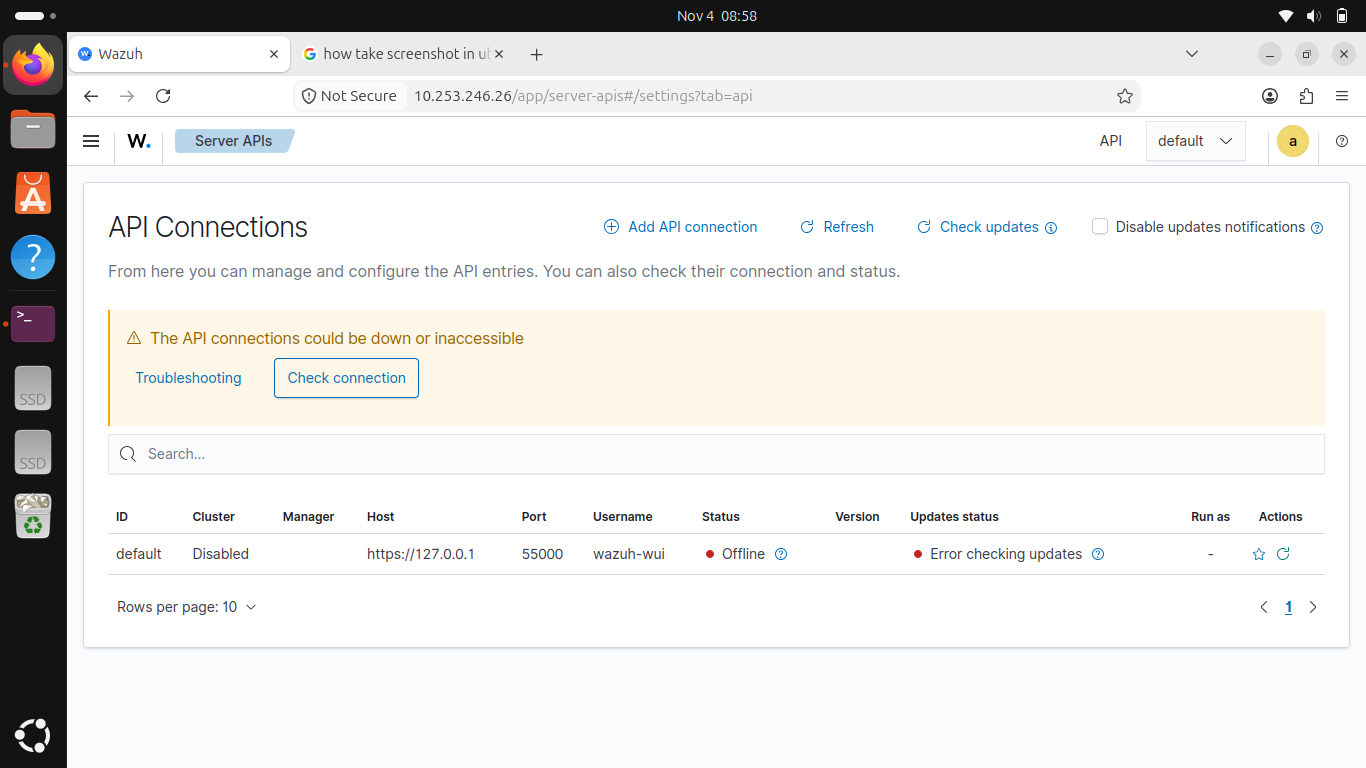 Nov 4 08:58
Wazuh
how take screenshot in ub
Not Secure 10.253.246.26/app/server-apis#/settings?tab=api
W. Server APIs API default a
API Connections
Add API connection Refresh Check updates Disable updates notifications
From here you can manage and configure the API entries. You can also check their connection and status.
The API connections could be down or inaccessible
Troubleshooting Check connection
Search...
ID Cluster Manager Host Port Username Status Version Updates status Run as Actions
default Disabled https://127.0.0.1 55000 wazuh-wui Offline Error checking updates -
Rows per page: 10
1
SSD
SSD